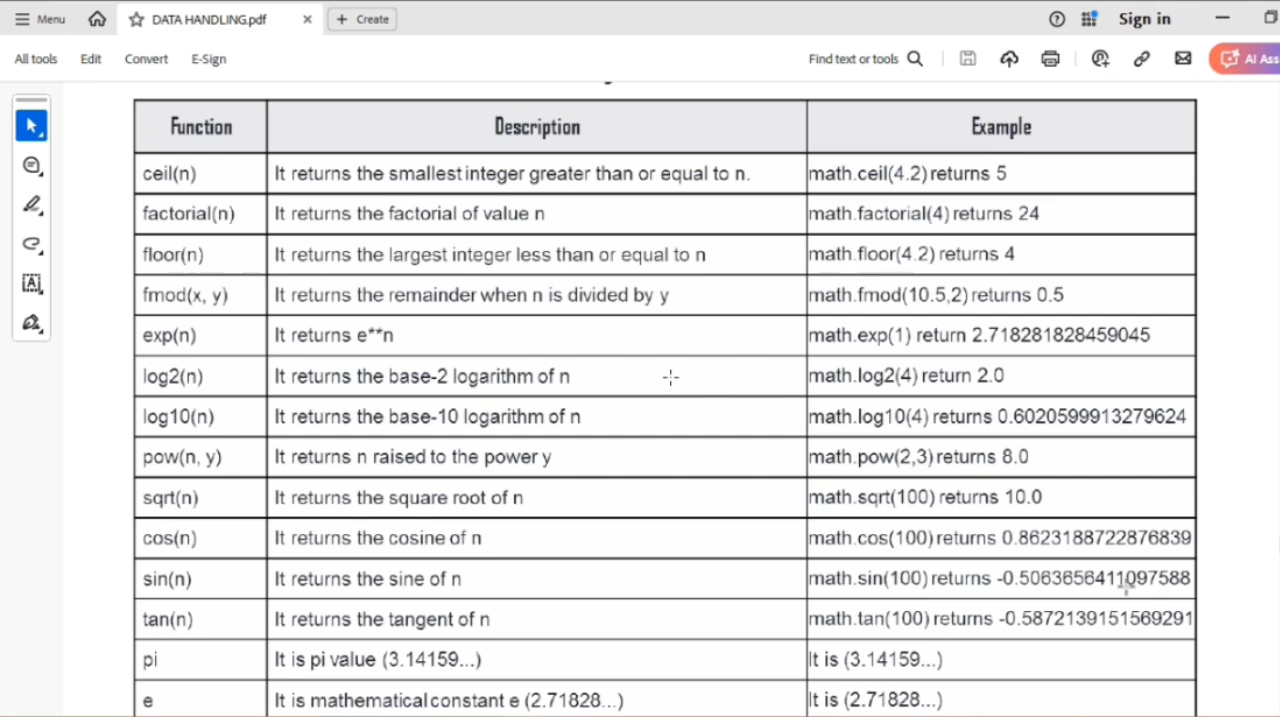 Menu DATA HANDLING.pdf Create Sign in
All tools Edit Convert E-Sign Find text or tools AI Ass
Function Description Example
ceil(n) It returns the smallest integer greater than or equal to n. math.ceil(4.2) returns 5
factorial(n) It returns the factorial of value n math.factorial(4) returns 24
floor(n) It returns the largest integer less than or equal to n math.floor(4.2) returns 4
fmod(x, y) It returns the remainder when n is divided by y math.fmod(10.5,2) returns 0.5
exp(n) It returns e**n math.exp(1) return 2.718281828459045
log2(n) It returns the base-2 logarithm of n math.log2(4) return 2.0
log10(n) It returns the base-10 logarithm of n math.log10(4) returns 0.6020599913279624
pow(n, y) It returns n raised to the power y math.pow(2,3) returns 8.0
sqrt(n) It returns the square root of n math.sqrt(100) returns 10.0
cos(n) It returns the cosine of n math.cos(100) returns 0.8623188722876839
sin(n) It returns the sine of n math.sin(100) returns -0.5063656411097588
tan(n) It returns the tangent of n math.tan(100) returns -0.5872139151569291
pi It is pi value (3.14159...) It is (3.14159...)
e It is mathematical constant e (2.71828...) It is (2.71828...)